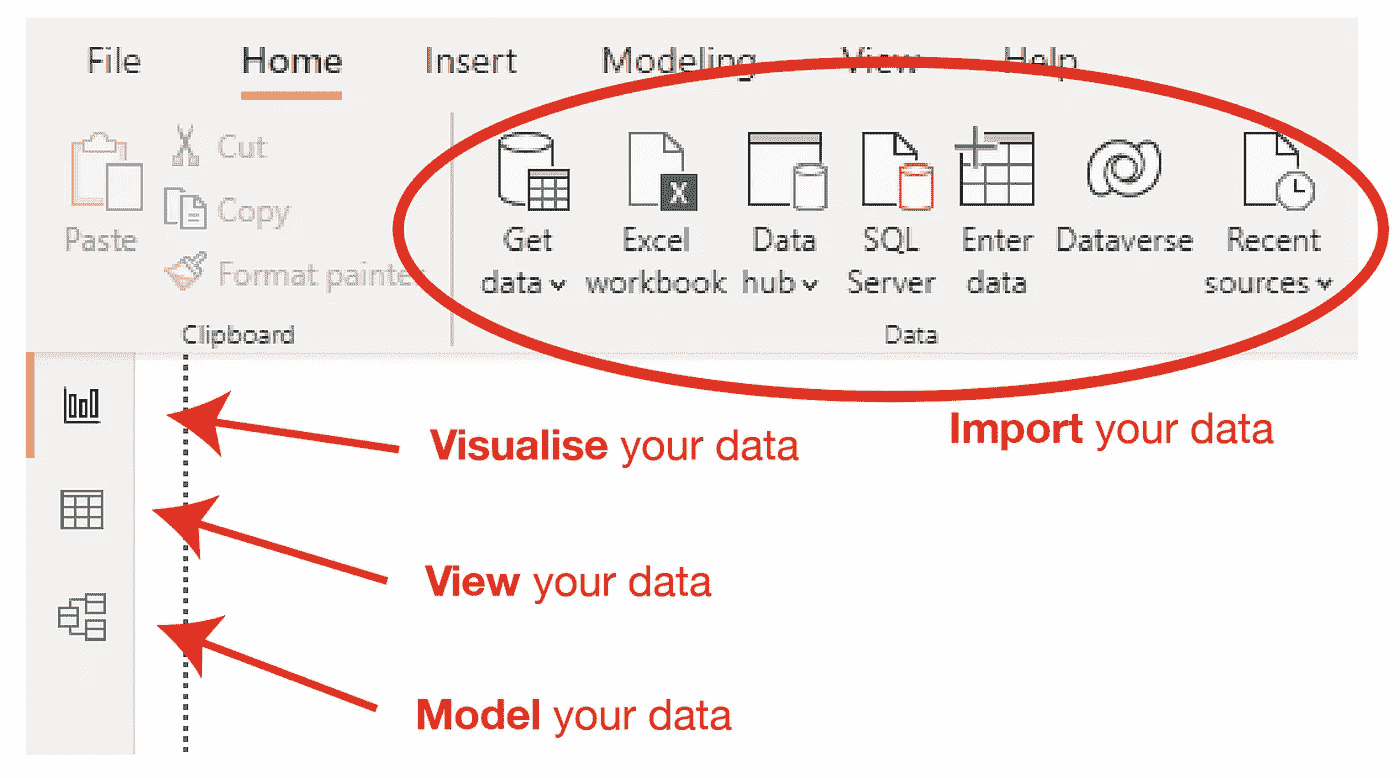 File Home Insert Modeling View Help
Paste
Cut
Copy
Format painter
Clipboard
Get data
Excel workbook
Data hub
SQL Server
Enter data
Dataverse
Recent sources
Data
Import your data
Visualise your data
View your data
Model your data